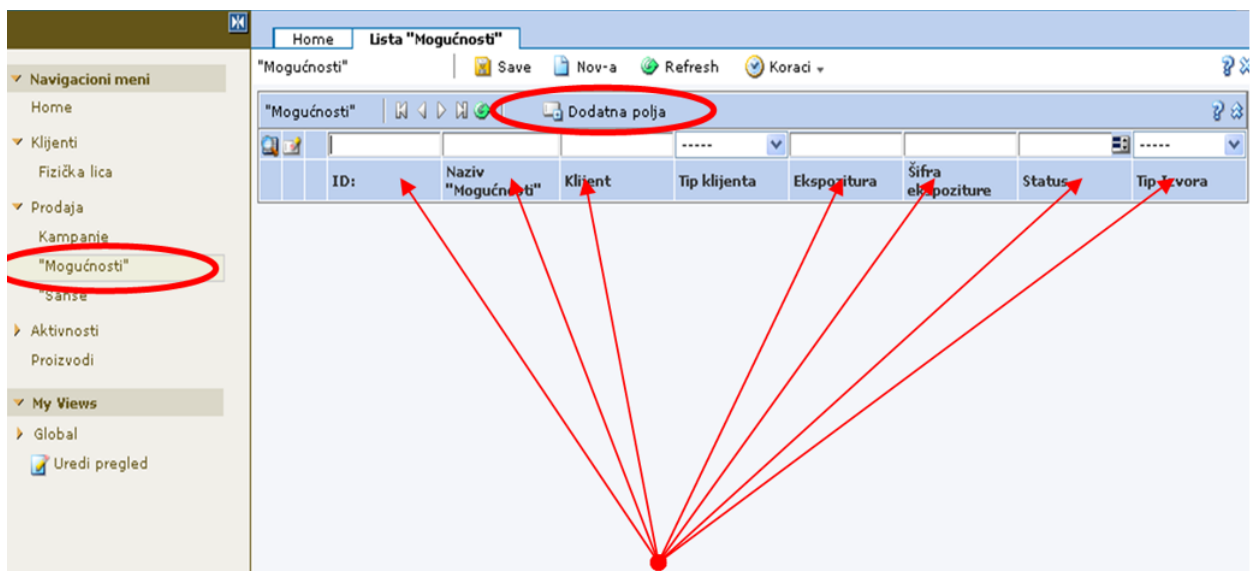 Home Lista "Mogućnosti"
"Mogućnosti" Save Nov-a Refresh Koraci
"Mogućnosti" Dodatna polja
----- -----
ID: Naziv "Mogućnosti" Klijent Tip klijenta Ekspozitura Šifra ekspoziture Status Tip Izvora
Navigacioni meni
Home
Klijenti
Fizička lica
Prodaja
Kampanje
"Mogućnosti"
"Šanse"
Aktivnosti
Proizvodi
My Views
Global
Uredi pregled